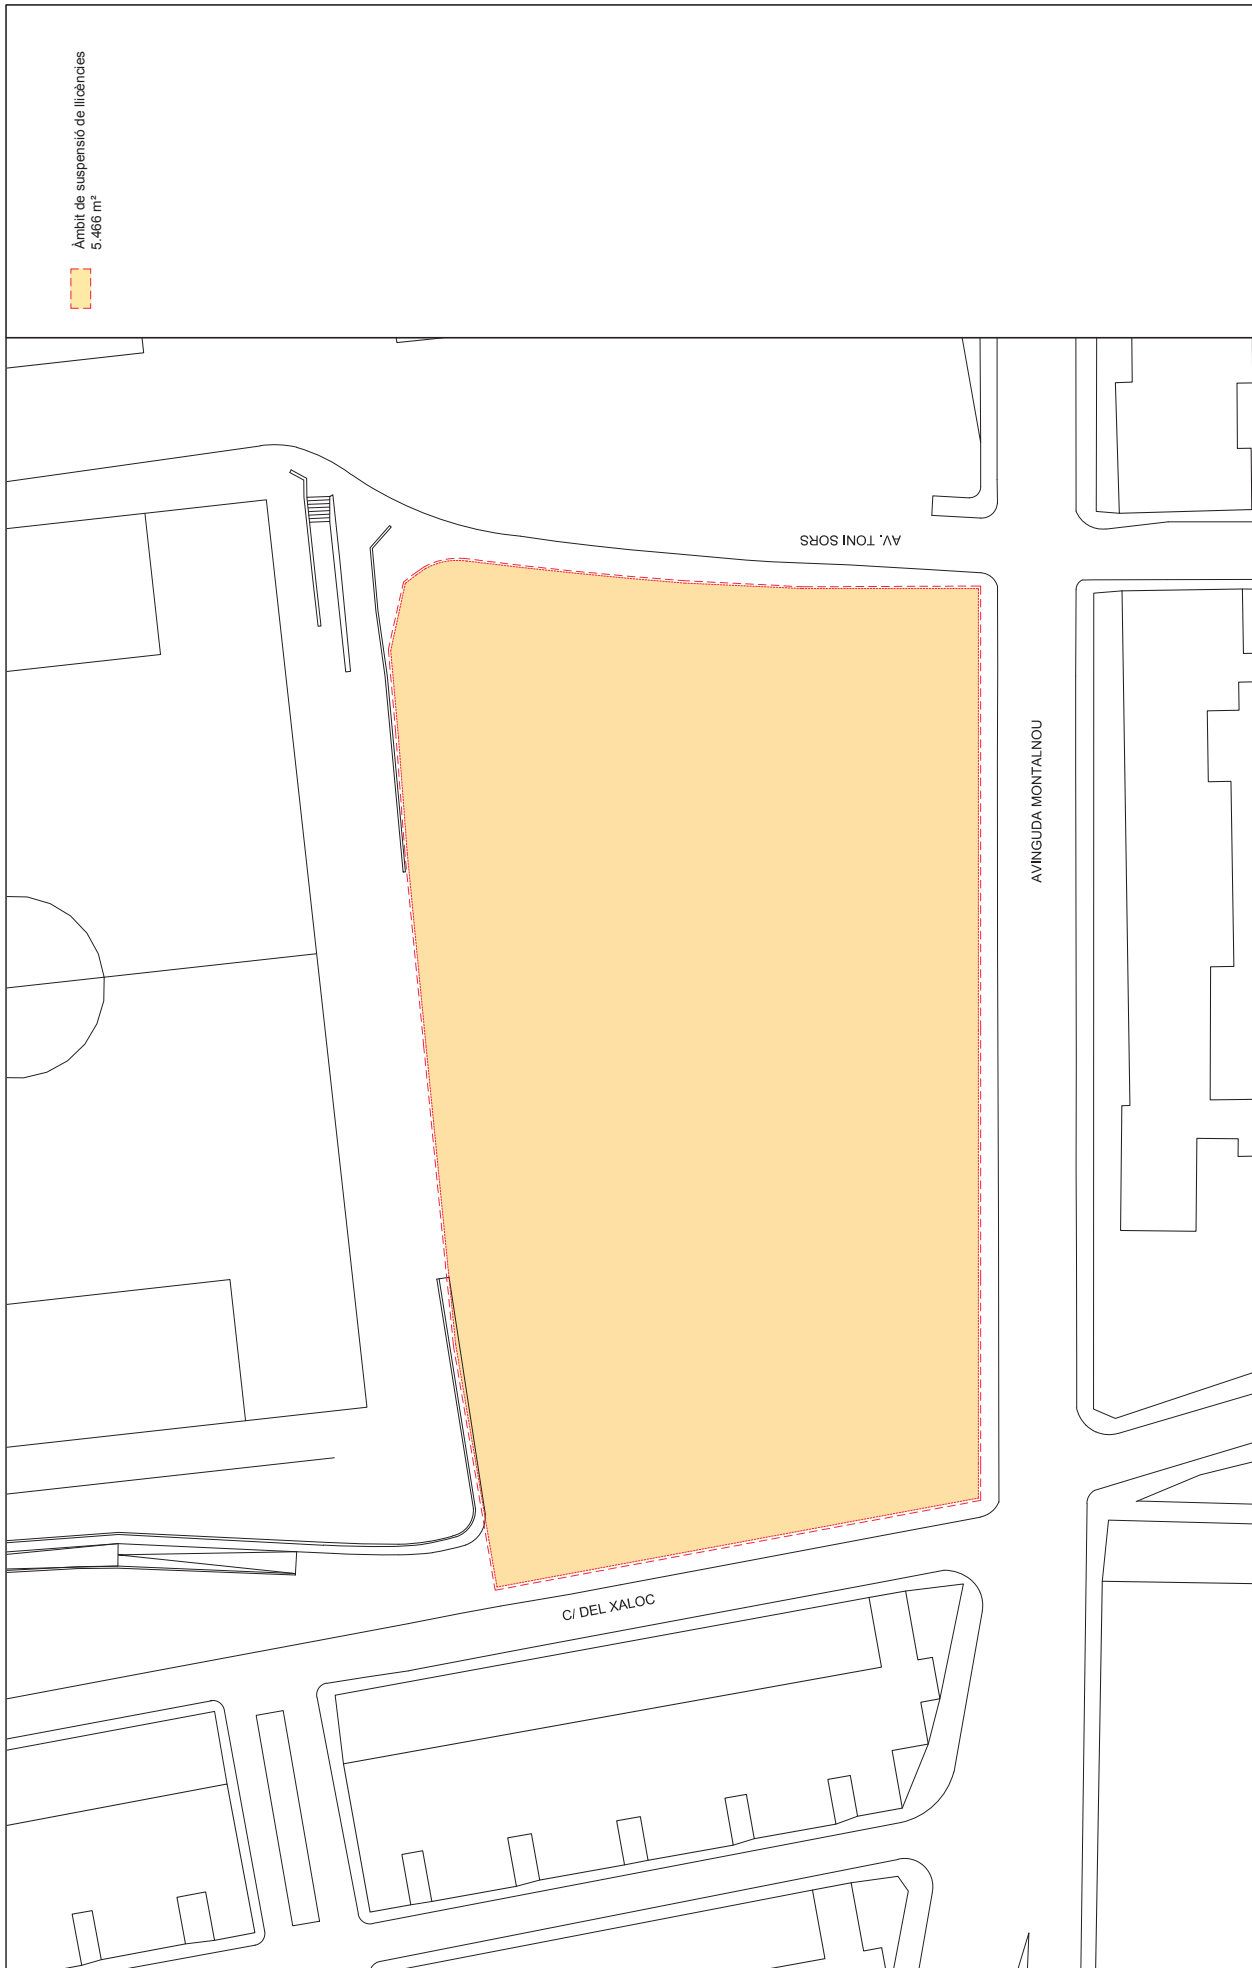 Àmbit de suspensió de llicències
5.466 m²
AV. TONI SORS
AVINGUDA MONTALNOU
C/ DEL XALOC